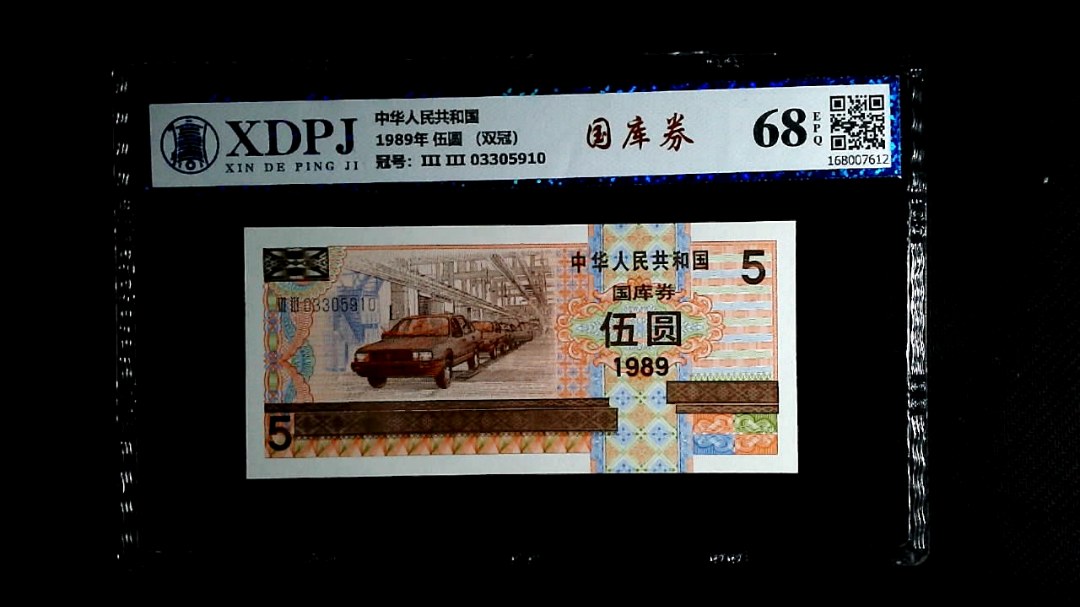 XDPJ
XIN DE PING JI
中华人民共和国
1989年 伍圆 （双冠）
冠号：III III 03305910
国库券
68
EPQ
168007612
中华人民共和国
5
国库券
III 03305910
伍圆
1989
5